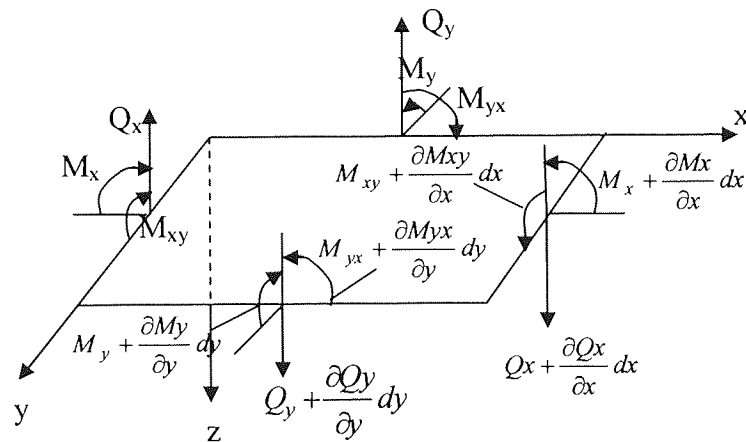 Q_y
M_y
M_yx
x
Q_x
M_x
M_xy + ∂Mxy/∂x dx
M_x + ∂Mx/∂x dx
M_xy
M_yx + ∂Myx/∂y dy
M_y + ∂My/∂y dy
Qx + ∂Qx/∂x dx
Q_y + ∂Qy/∂y dy
y
z